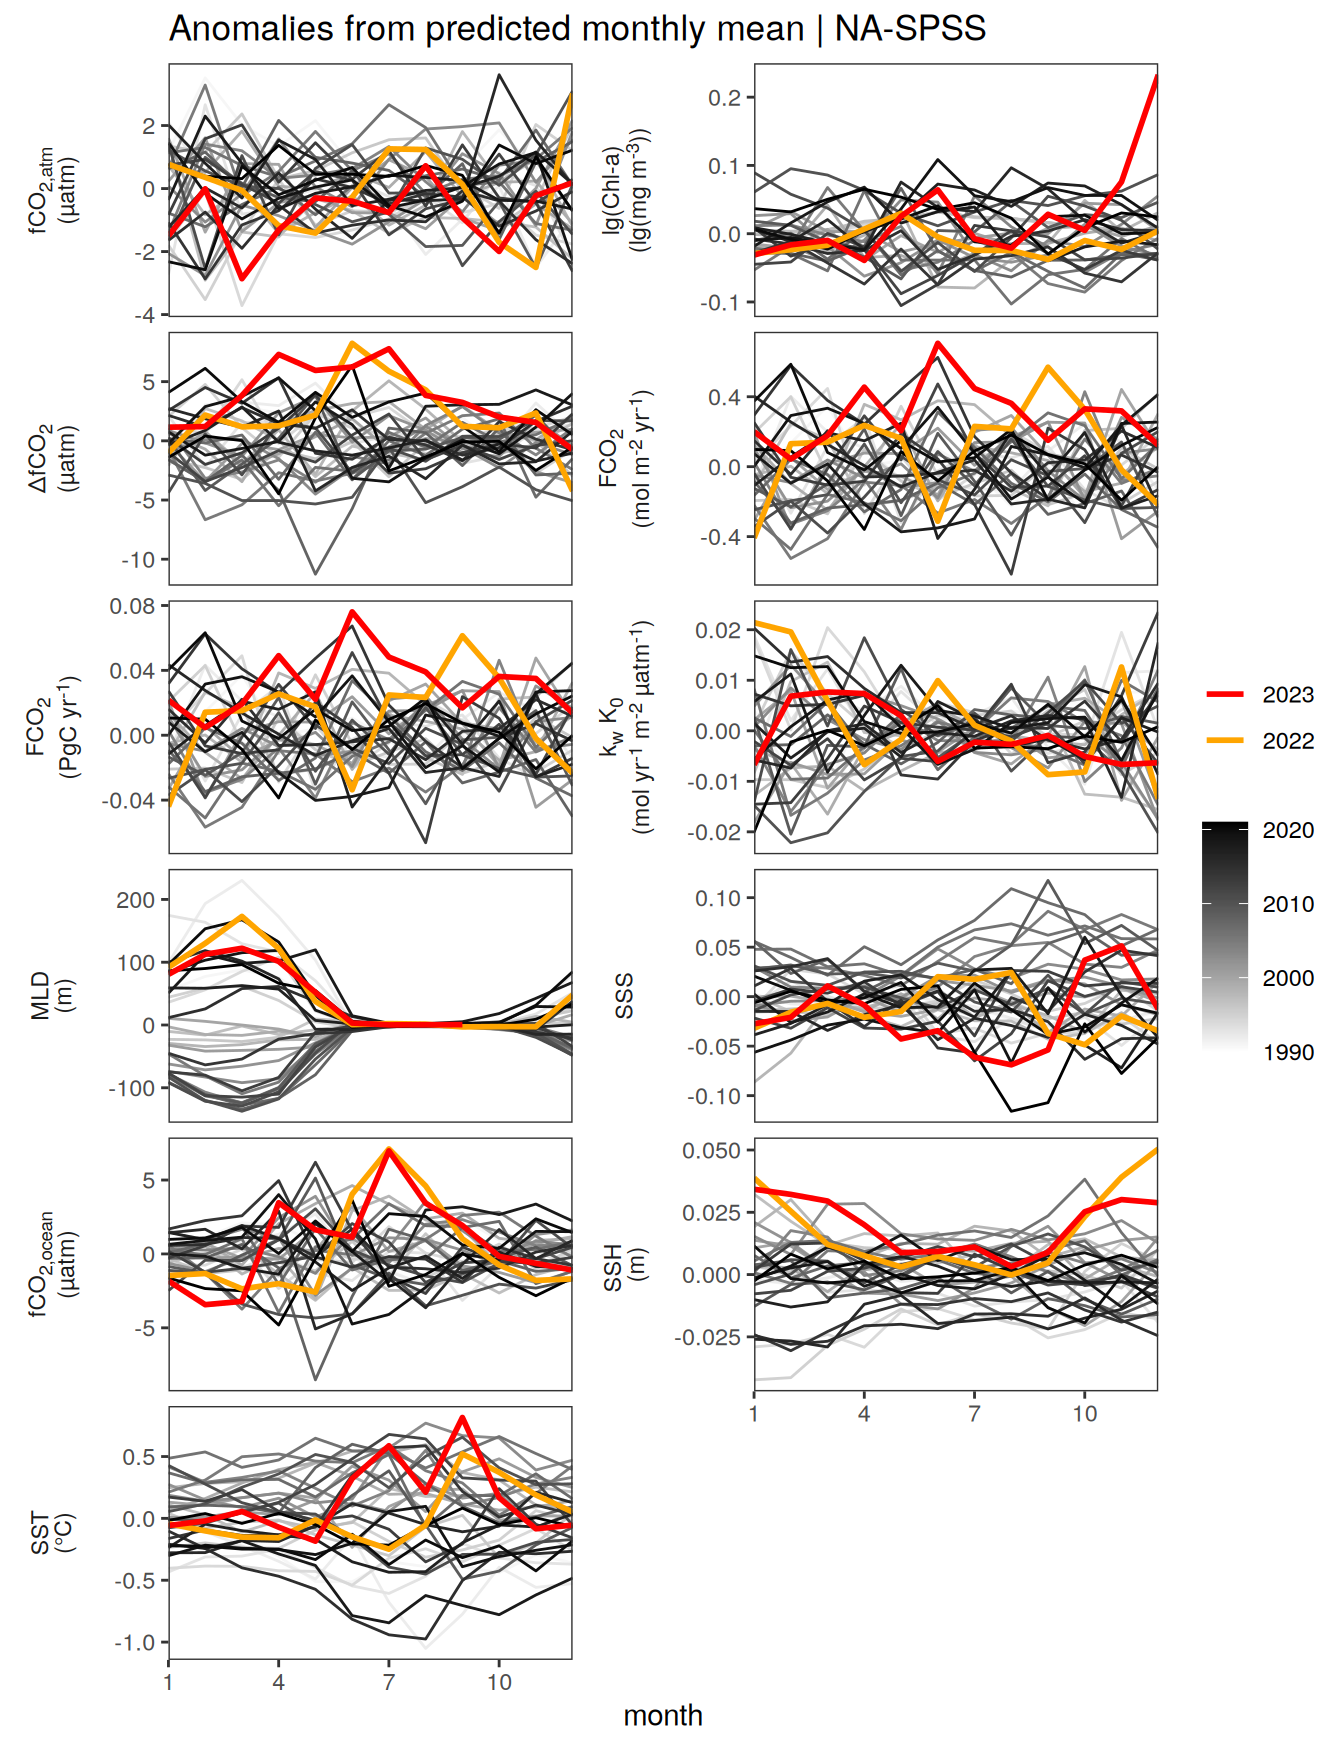 Anomalies from predicted monthly mean | NA-SPSS
fCO2,atm
(µatm)
2
0
-2
-4
lg(Chl-a)
(lg(mg m-3))
0.2
0.1
0.0
-0.1
ΔfCO2
(µatm)
5
0
-5
-10
FCO2
(mol m-2 yr-1)
0.4
0.0
-0.4
FCO2
(PgC yr-1)
0.08
0.04
0.00
-0.04
kw K0
(mol yr-1 m-2 µatm-1)
0.02
0.01
0.00
-0.01
-0.02
MLD
(m)
200
100
0
-100
SSS
0.10
0.05
0.00
-0.05
-0.10
fCO2,ocean
(µatm)
5
0
-5
SSH
(m)
0.050
0.025
0.000
-0.025
1
4
7
10
SST
(°C)
0.5
0.0
-0.5
-1.0
1
4
7
10
month
2023
2022
2020
2010
2000
1990